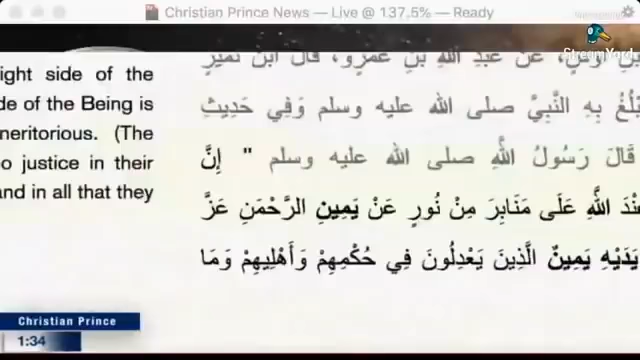 Christian Prince News — Live @ 137.5% — Ready
StreamYard
ight side of the
de of the Being is
neritorious. (The
o justice in their
and in all that they
عَنْ عَبْدِ اللَّهِ بْنِ عَمْرٍو، قَالَ ابْنُ نُمَيْرٍ
يَبْلُغُ بِهِ النَّبِيَّ صلى الله عليه وسلم وَفِي حَدِيثِ
قَالَ رَسُولُ اللَّهِ صلى الله عليه وسلم " إِنَّ
عِنْدَ اللَّهِ عَلَى مَنَابِرَ مِنْ نُورٍ عَنْ يَمِينِ الرَّحْمَنِ عَزَّ
يَدَيْهِ يَمِينٌ الَّذِينَ يَعْدِلُونَ فِي حُكْمِهِمْ وَأَهْلِيهِمْ وَمَا
Christian Prince
1:34